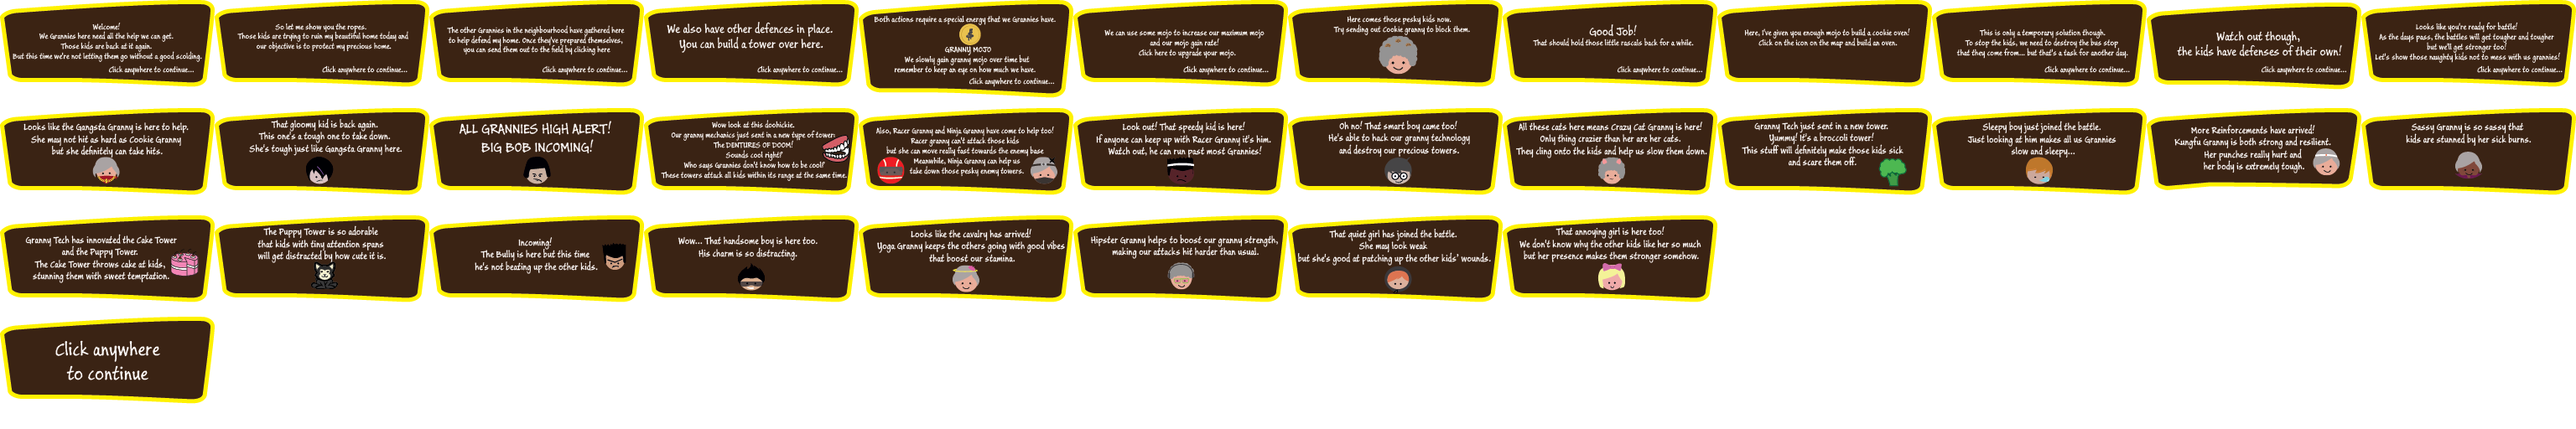 Welcome!
We Grannies here need all the help we can get.
Those kids are back at it again.
But this time we're not letting them go without a good scolding.
Click anywhere to continue...
So let me show you the ropes.
Those kids are trying to ruin my beautiful home today and
our objective is to protect my precious home.
Click anywhere to continue...
The other Grannies in the neighbourhood have gathered here
to help defend my home. Once they've prepared themselves,
you can send them out to the field by clicking here
Click anywhere to continue...
We also have other defences in place.
You can build a tower over here.
Click anywhere to continue...
Both actions require a special energy that we Grannies have.
GRANNY MOJO
We slowly gain granny mojo over time but
remember to keep an eye on how much we have.
Click anywhere to continue...
We can use some mojo to increase our maximum mojo
and our mojo gain rate!
Click here to upgrade your mojo.
Click anywhere to continue...
Here comes those pesky kids now.
Try sending out Cookie granny to block them.
Good Job!
That should hold those little rascals back for a while.
Click anywhere to continue...
Here, I've given you enough mojo to build a cookie oven!
Click on the icon on the map and build an oven.
This is only a temporary solution though.
To stop the kids, we need to destroy the bus stop
that they come from... but that's a task for another day.
Click anywhere to continue...
Watch out though,
the kids have defenses of their own!
Click anywhere to continue...
Looks like you're ready for battle!
As the days pass, the battles will get tougher and tougher
but we'll get stronger too!
Let's show those naughty kids not to mess with us grannies!
Click anywhere to continue...
Looks like the Gangsta Granny is here to help.
She may not hit as hard as Cookie Granny
but she definitely can take hits.
That gloomy kid is back again.
This one's a tough one to take down.
She's tough just like Gangsta Granny here.
ALL GRANNIES HIGH ALERT!
BIG BOB INCOMING!
Wow look at this doohickie.
Our granny mechanics just sent in a new type of tower:
The DENTURES OF DOOM!
Sounds cool right?
Who says Grannies don't know how to be cool?
These towers attack all kids within its range at the same time.
Also, Racer Granny and Ninja Granny have come to help too!
Racer granny can't attack those kids
but she can move really fast towards the enemy base
Meanwhile, Ninja Granny can help us
take down those pesky enemy towers.
Look out! That speedy kid is here!
If anyone can keep up with Racer Granny it's him.
Watch out, he can run past most Grannies!
Oh no! That smart boy came too!
He's able to hack our granny technology
and destroy our precious towers.
All these cats here means Crazy Cat Granny is here!
Only thing crazier than her are her cats.
They cling onto the kids and help us slow them down.
Granny Tech just sent in a new tower.
Yummy! It's a broccoli tower!
This stuff will definitely make those kids sick
and scare them off.
Sleepy boy just joined the battle.
Just looking at him makes all us Grannies
slow and sleepy...
More Reinforcements have arrived!
Kungfu Granny is both strong and resilient.
Her punches really hurt and
her body is extremely tough.
Sassy Granny is so sassy that
kids are stunned by her sick burns.
Granny Tech has innovated the Cake Tower
and the Puppy Tower.
The Cake Tower throws cake at kids,
stunning them with sweet temptation.
The Puppy Tower is so adorable
that kids with tiny attention spans
will get distracted by how cute it is.
Incoming!
The Bully is here but this time
he's not beating up the other kids.
Wow... That handsome boy is here too.
His charm is so distracting.
Looks like the cavalry has arrived!
Yoga Granny keeps the others going with good vibes
that boost our stamina.
Hipster Granny helps to boost our granny strength,
making our attacks hit harder than usual.
That quiet girl has joined the battle.
She may look weak
but she's good at patching up the other kids' wounds.
That annoying girl is here too!
We don't know why the other kids like her so much
but her presence makes them stronger somehow.
Click anywhere
to continue